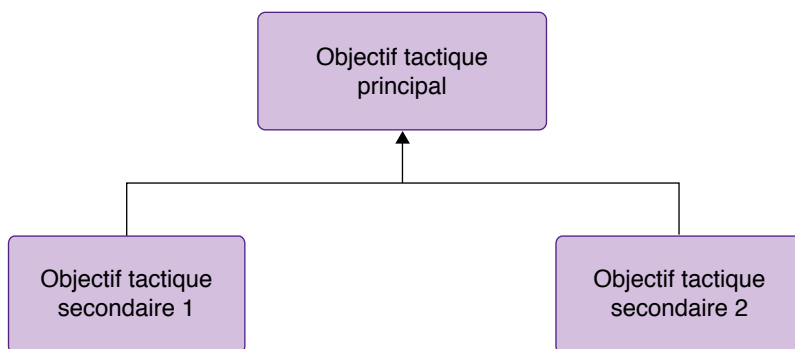 Objectif tactique
principal
Objectif tactique
secondaire 1
Objectif tactique
secondaire 2